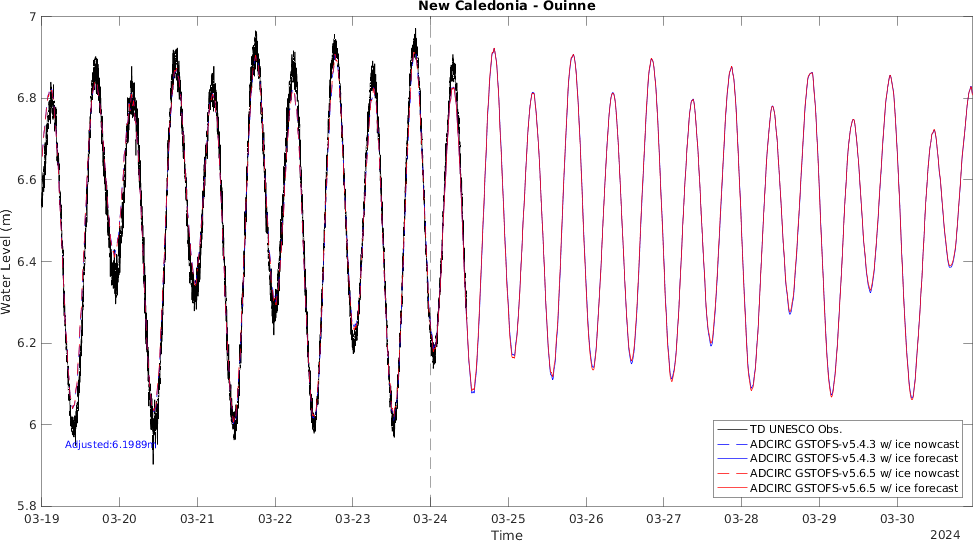 New Caledonia - Ouinne
7
6.8
6.6
6.4
6.2
6
5.8
Water Level (m)
Adjusted:6.1989m
TD UNESCO Obs.
ADCIRC GSTOFS-v5.4.3 w/ ice nowcast
ADCIRC GSTOFS-v5.4.3 w/ ice forecast
ADCIRC GSTOFS-v5.6.5 w/ ice nowcast
ADCIRC GSTOFS-v5.6.5 w/ ice forecast
03-19 03-20 03-21 03-22 03-23 03-24 03-25 03-26 03-27 03-28 03-29 03-30
Time
2024